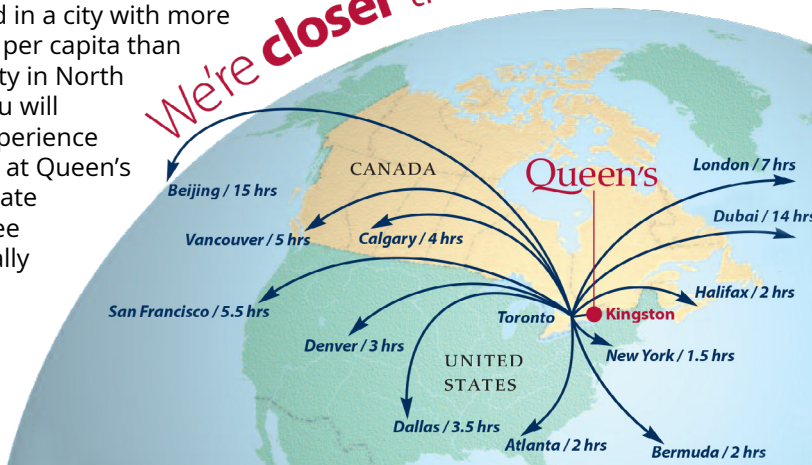 d in a city with more
per capita than
ty in North
u will
perience
at Queen's
ate
ee
ally
We're closer
CANADA
Queen's
London / 7 hrs
Beijing / 15 hrs
Dubai / 14 hrs
Vancouver / 5 hrs
Calgary / 4 hrs
Halifax / 2 hrs
San Francisco / 5.5 hrs
Toronto
Kingston
Denver / 3 hrs
New York / 1.5 hrs
UNITED
STATES
Dallas / 3.5 hrs
Atlanta / 2 hrs
Bermuda / 2 hrs